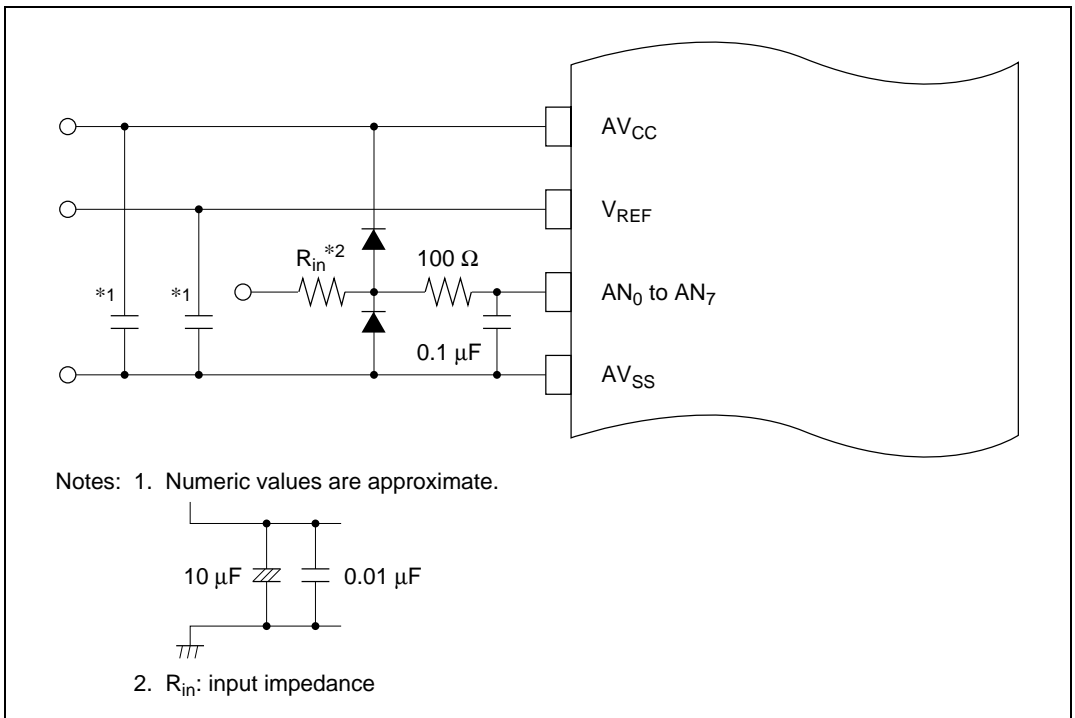 AVCC
VREF
Rin*2
100 Ω
*1
*1
AN0 to AN7
0.1 μF
AVSS
Notes: 1. Numeric values are approximate.
10 μF
0.01 μF
2. Rin: input impedance